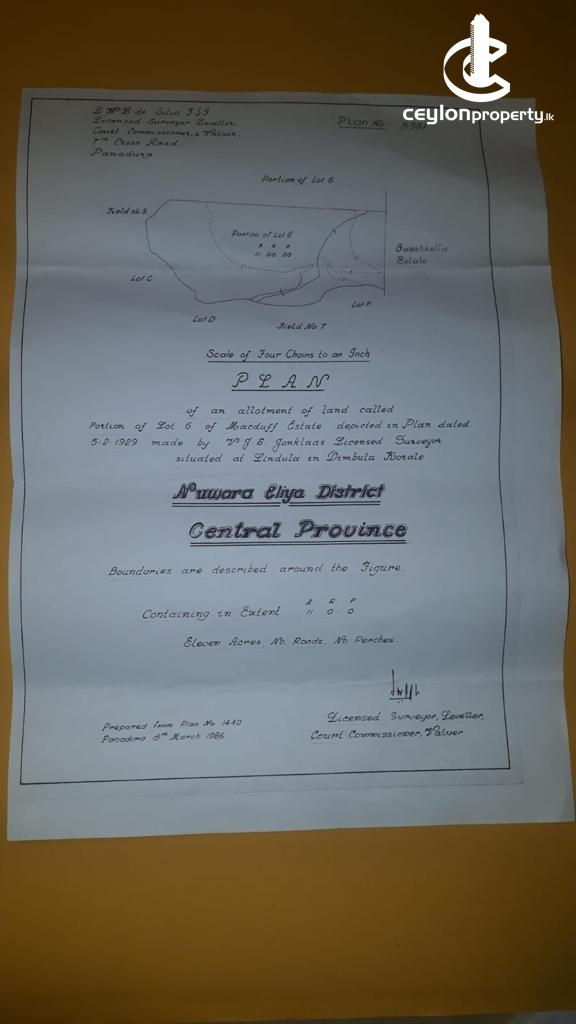 ceylonproperty.lk
L W L de Silva FSI
Licensed Surveyor, Leveller,
Court Commissioner, & Valuer,
7th Cross Road,
Panadura.
Plan No.
Portion of Lot 6.
Field No 5
Portion of Lot 6
A R P
11. 00. 00
Estate
Lot C
Lot D
Lot F
Field No 7
Scale of Four Chains to an Inch
PLAN
of an allotment of land called
Portion of Lot 6 of Macduff Estate depicted in Plan dated
5-2-1929 made by J. E. Jonklaas Licensed Surveyor
situated at Lindula in Dimbula Korale
Nuwara Eliya District
Central Province
Boundaries are described around the Figure.
A. R. P
Containing in Extent 11 0 0
Eleven Acres, No, Roods, No Perches.
Licensed Surveyor, Leveller,
Court Commissioner, Valuer
Prepared from Plan No 1440
Panadura 15th March 1986.